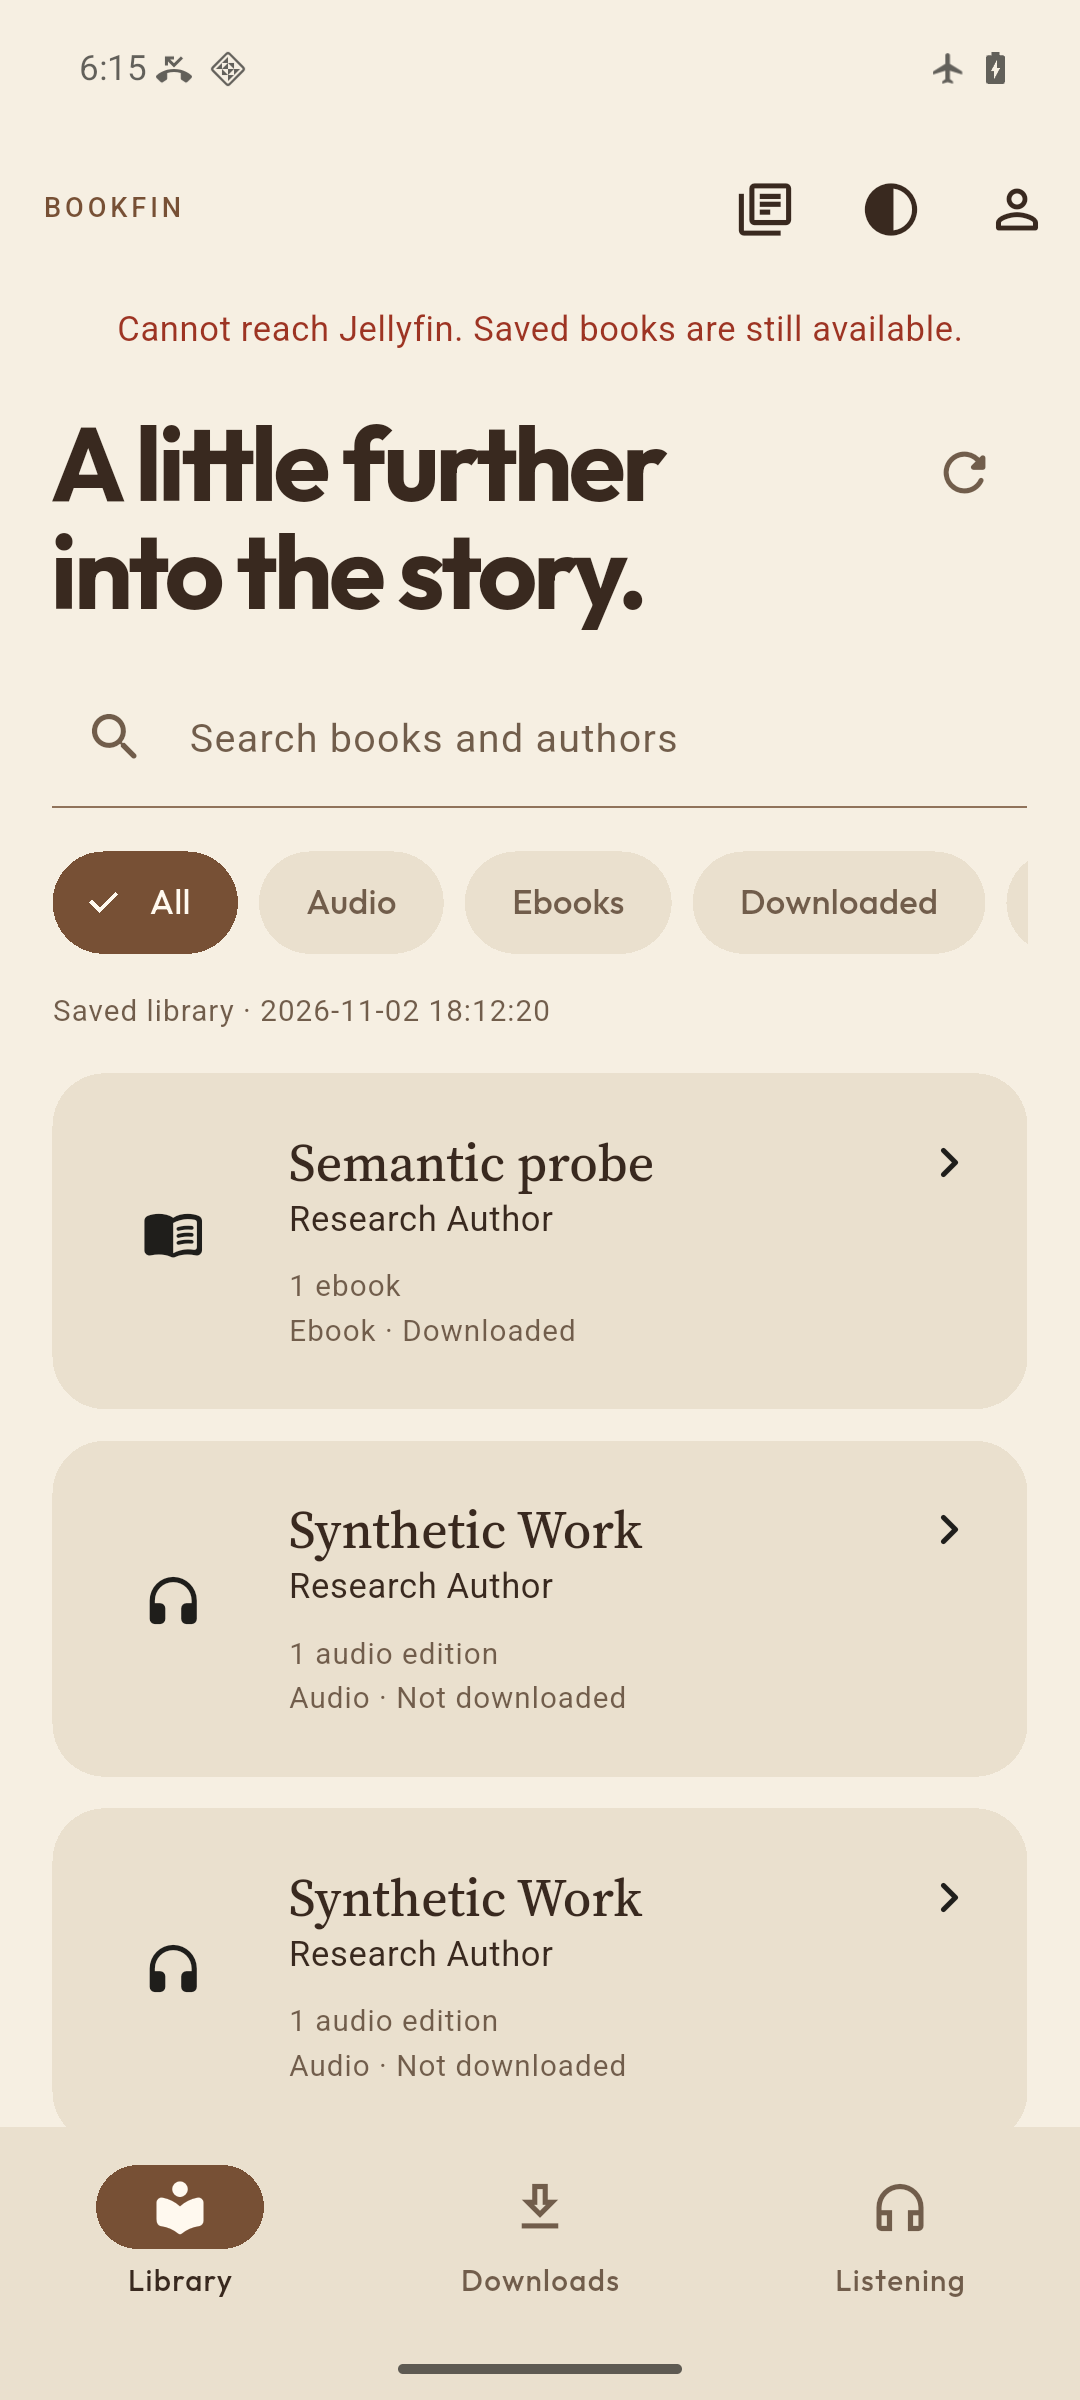 6:15
BOOKFIN
Cannot reach Jellyfin. Saved books are still available.
A little further
into the story.
Search books and authors
All
Audio
Ebooks
Downloaded
Saved library · 2026-11-02 18:12:20
Semantic probe
Research Author
1 ebook
Ebook · Downloaded
Synthetic Work
Research Author
1 audio edition
Audio · Not downloaded
Synthetic Work
Research Author
1 audio edition
Audio · Not downloaded
Library
Downloads
Listening